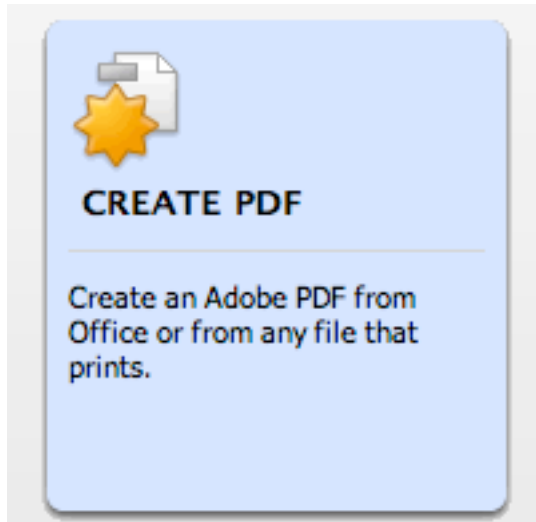 CREATE PDF
Create an Adobe PDF from
Office or from any file that
prints.